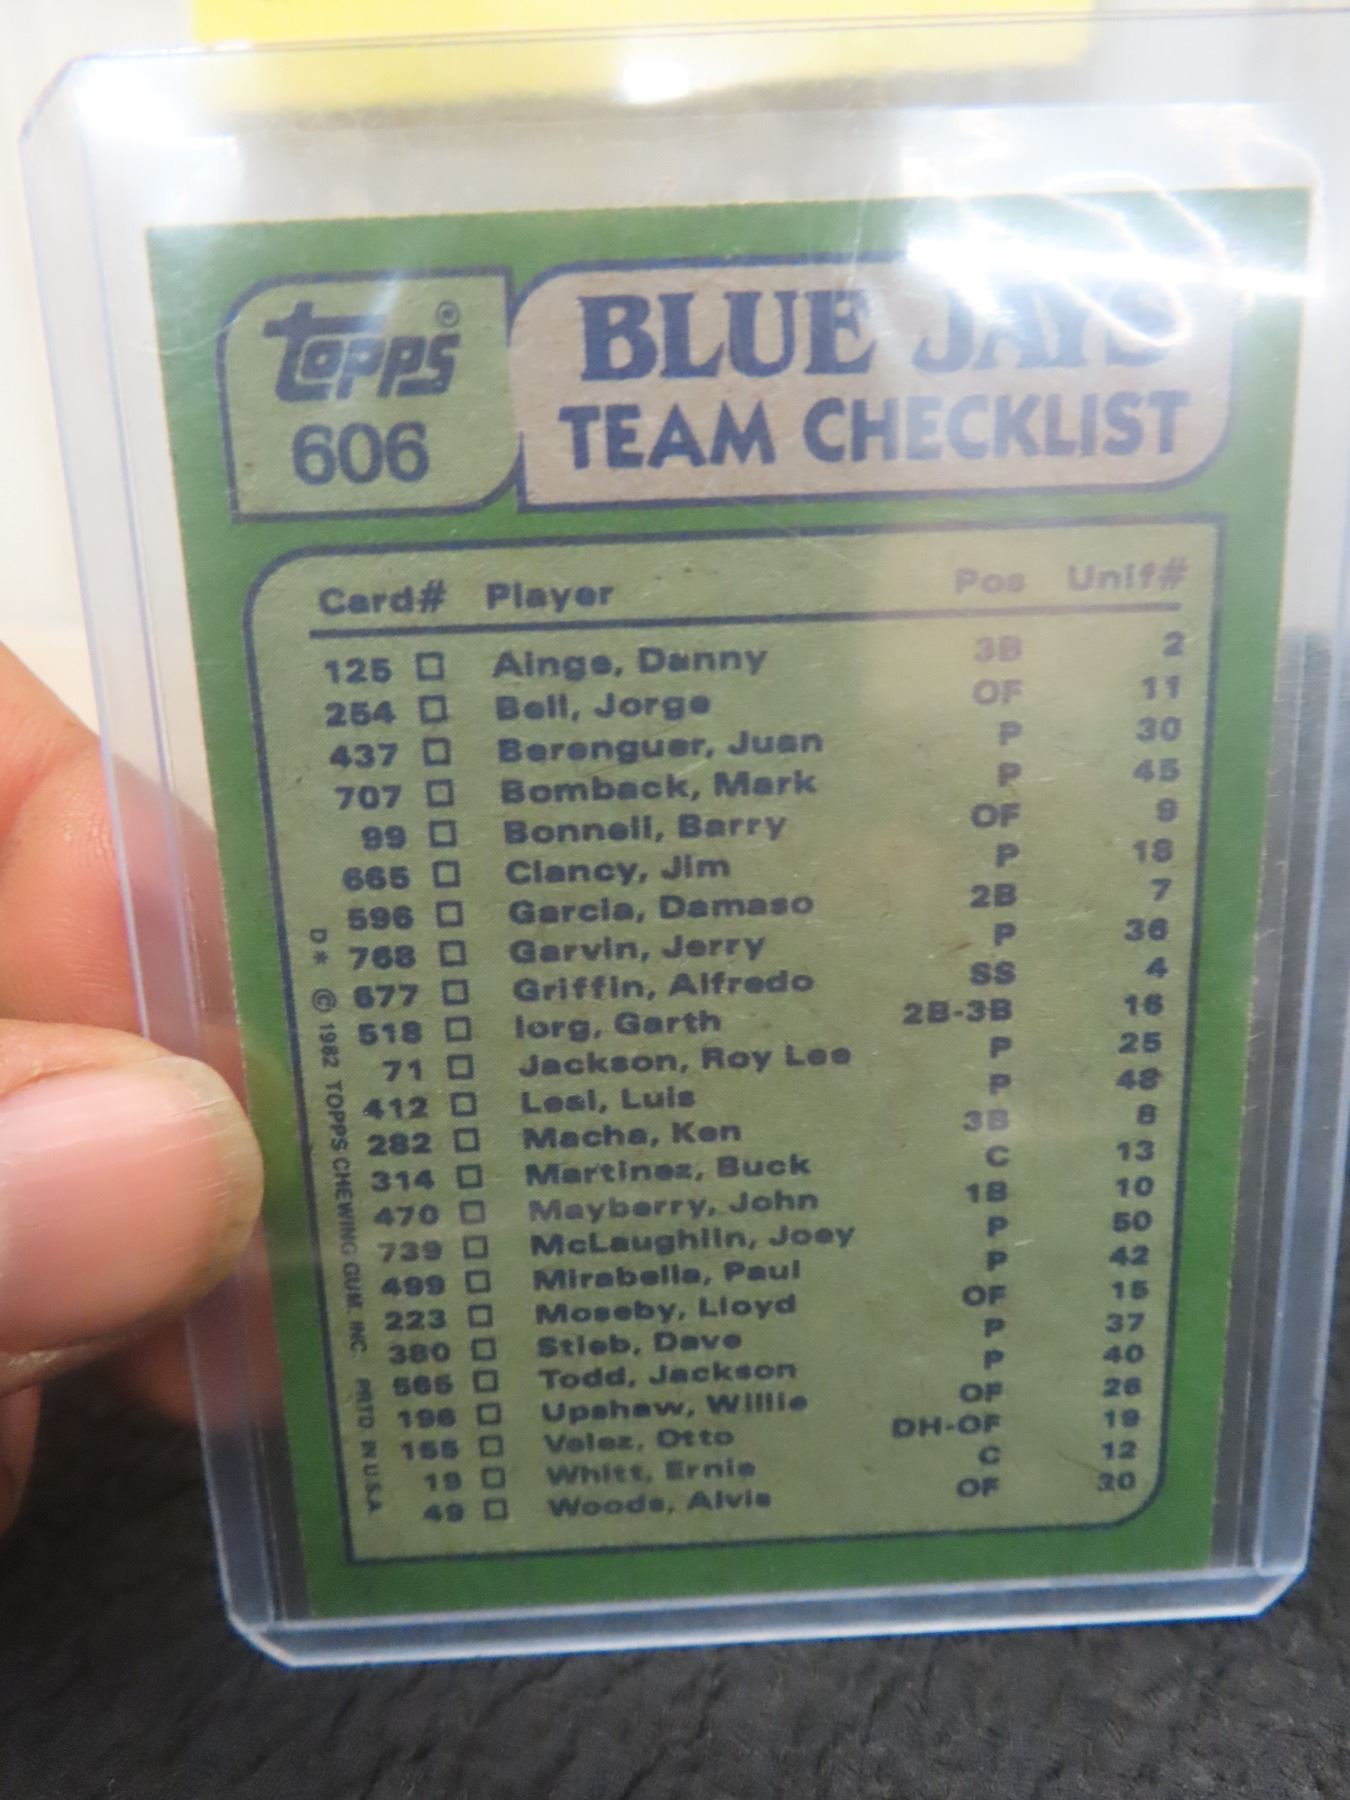 topps®
606
BLUE JAYS
TEAM CHECKLIST
Card# Player Pos Unif#
125 Ainge, Danny 3B 2
254 Bell, Jorge OF 11
437 Berenguer, Juan P 30
707 Bomback, Mark P 45
99 Bonnell, Barry OF 9
665 Clancy, Jim P 18
596 Garcia, Damaso 2B 7
768 Garvin, Jerry P 36
677 Griffin, Alfredo SS 4
518 Iorg, Garth 2B-3B 16
71 Jackson, Roy Lee P 25
412 Leal, Luis P 48
282 Macha, Ken 3B 8
314 Martinez, Buck C 13
470 Mayberry, John 1B 10
739 McLaughlin, Joey P 50
499 Mirabella, Paul P 42
223 Moseby, Lloyd OF 15
380 Stieb, Dave P 37
565 Todd, Jackson P 40
196 Upshaw, Willie OF 26
155 Velez, Otto DH-OF 19
19 Whitt, Ernie C 12
49 Woods, Alvis OF 20
D* © 1982 TOPPS CHEWING GUM, INC. PRTD. IN U.S.A.